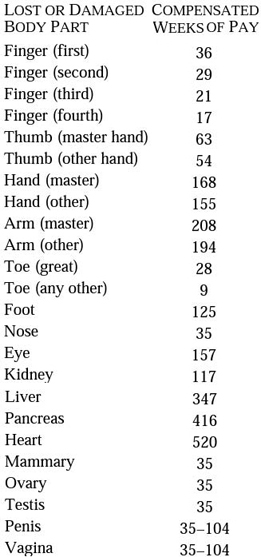 LOST OR DAMAGED COMPENSATED
BODY PART WEEKS OF PAY
Finger (first) 36
Finger (second) 29
Finger (third) 21
Finger (fourth) 17
Thumb (master hand) 63
Thumb (other hand) 54
Hand (master) 168
Hand (other) 155
Arm (master) 208
Arm (other) 194
Toe (great) 28
Toe (any other) 9
Foot 125
Nose 35
Eye 157
Kidney 117
Liver 347
Pancreas 416
Heart 520
Mammary 35
Ovary 35
Testis 35
Penis 35–104
Vagina 35–104